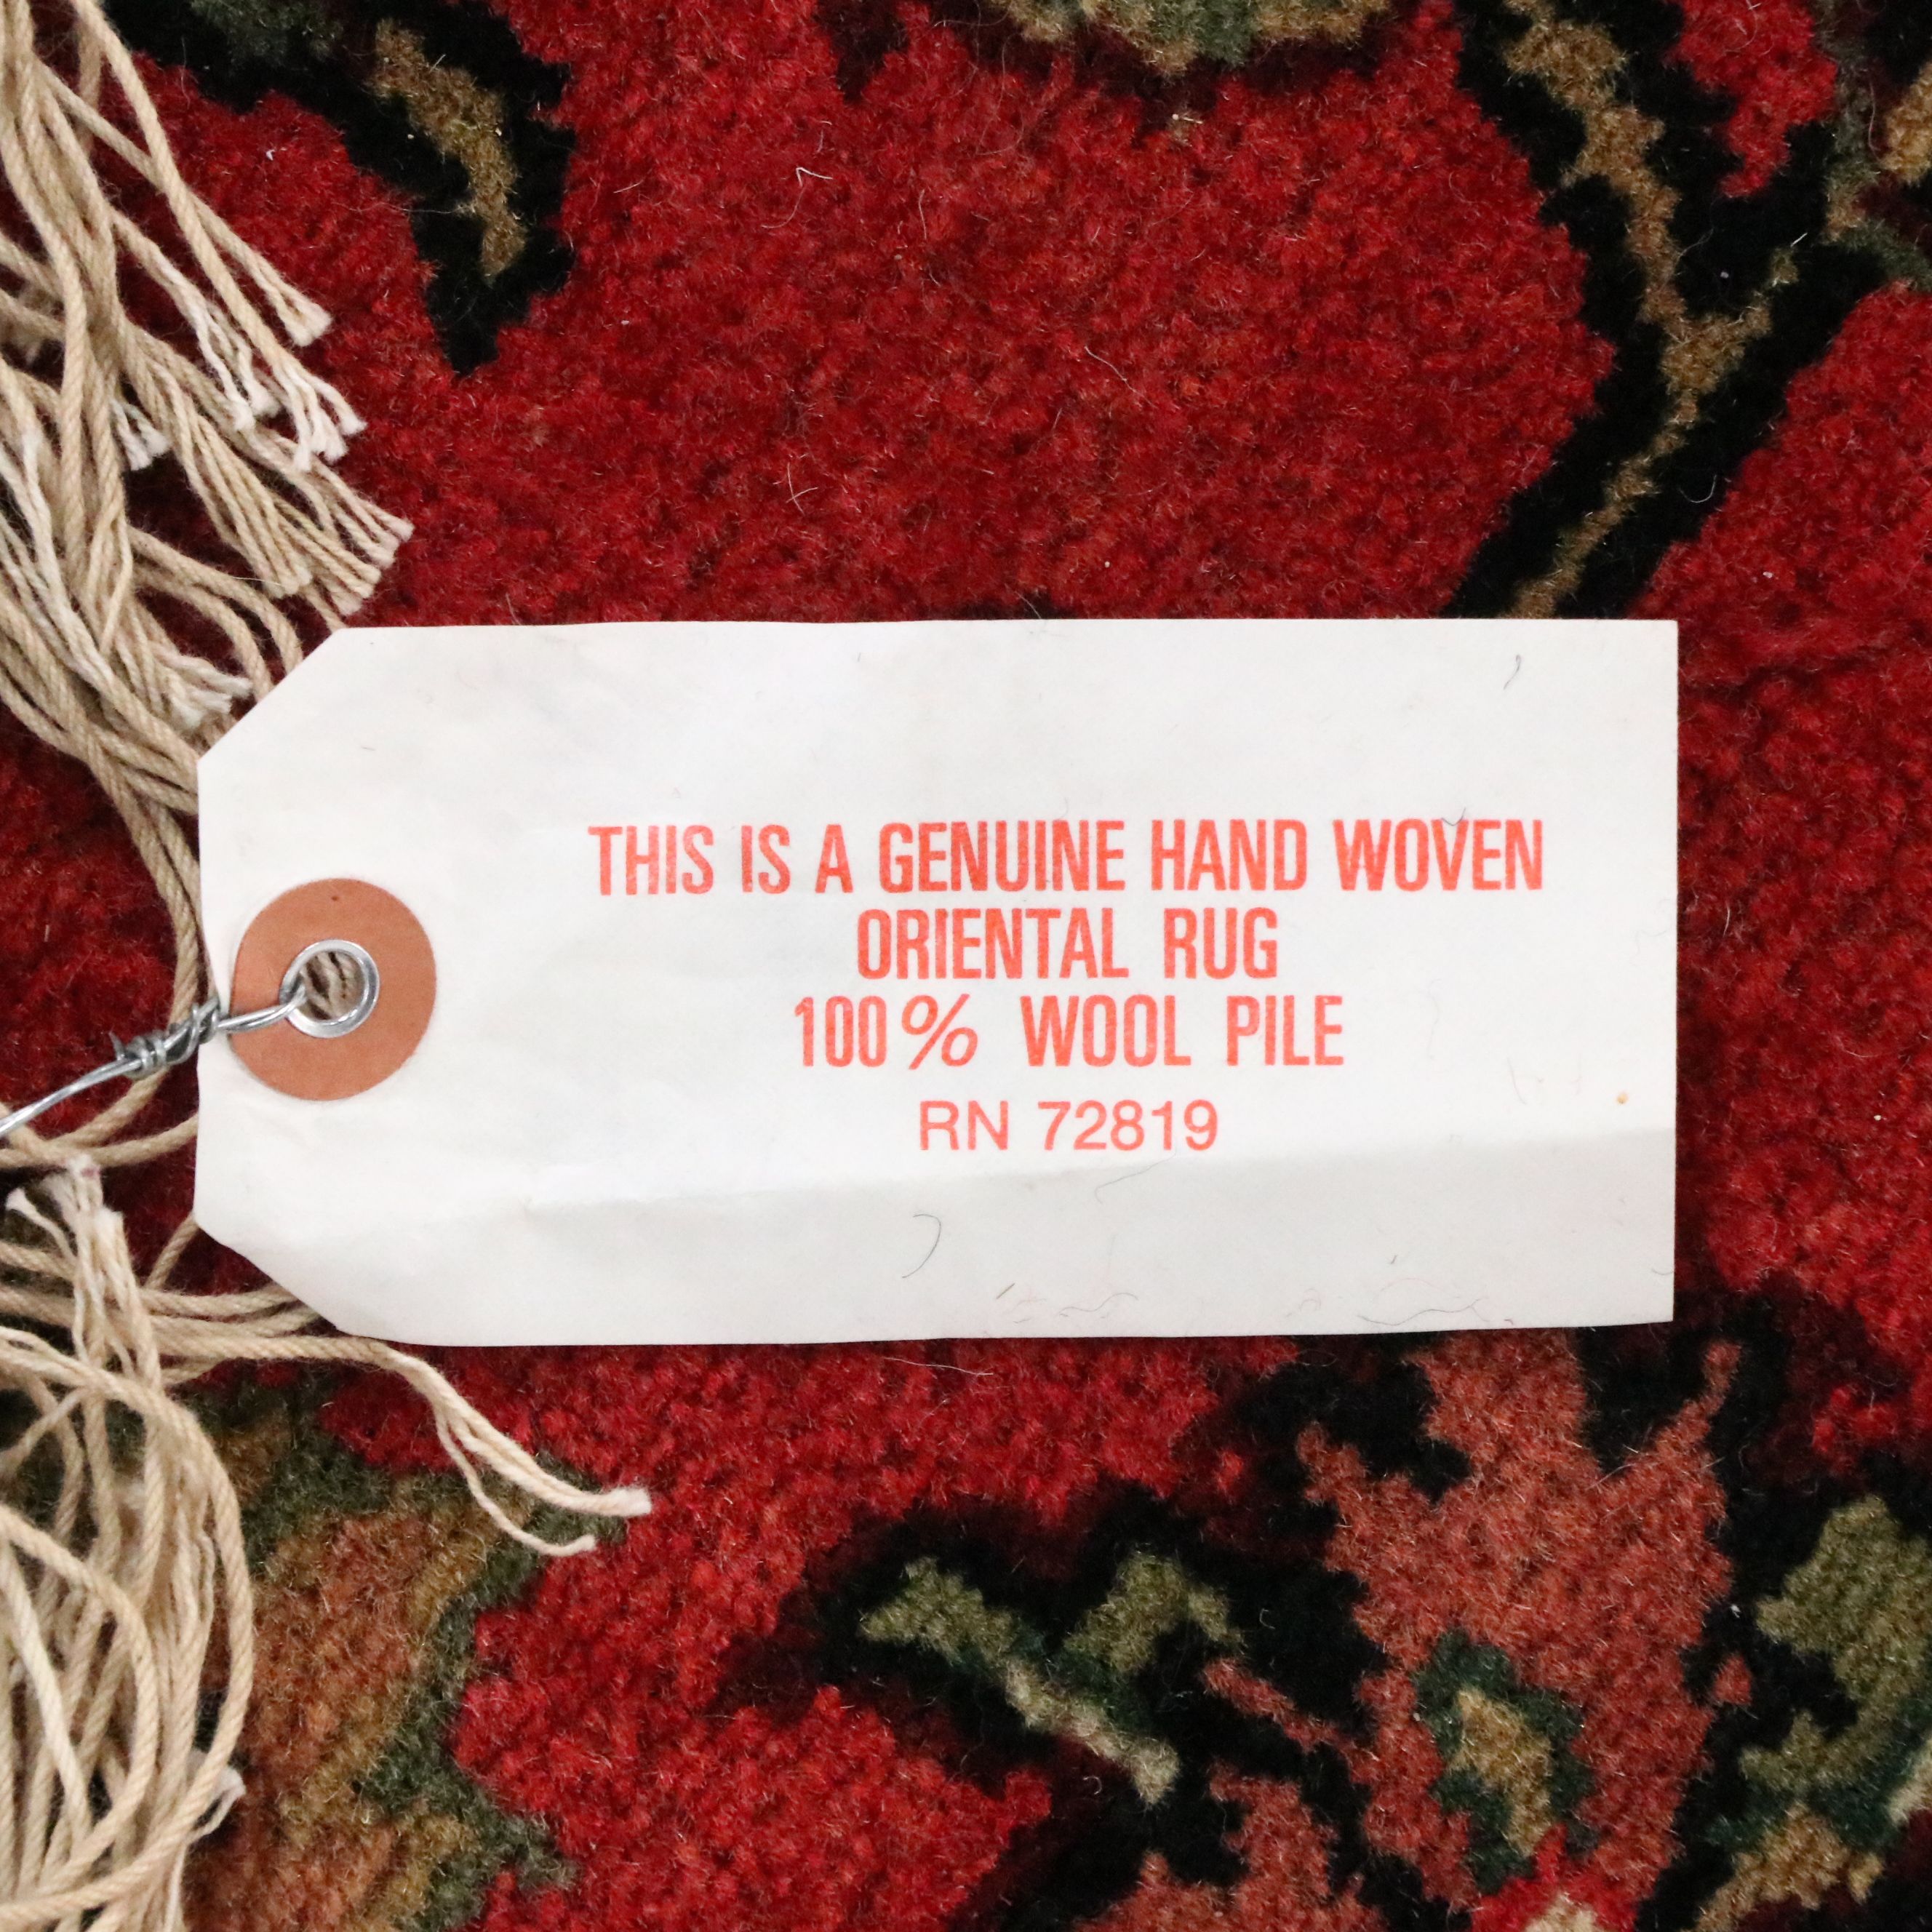 THIS IS A GENUINE HAND WOVEN
ORIENTAL RUG
100% WOOL PILE
RN 72819